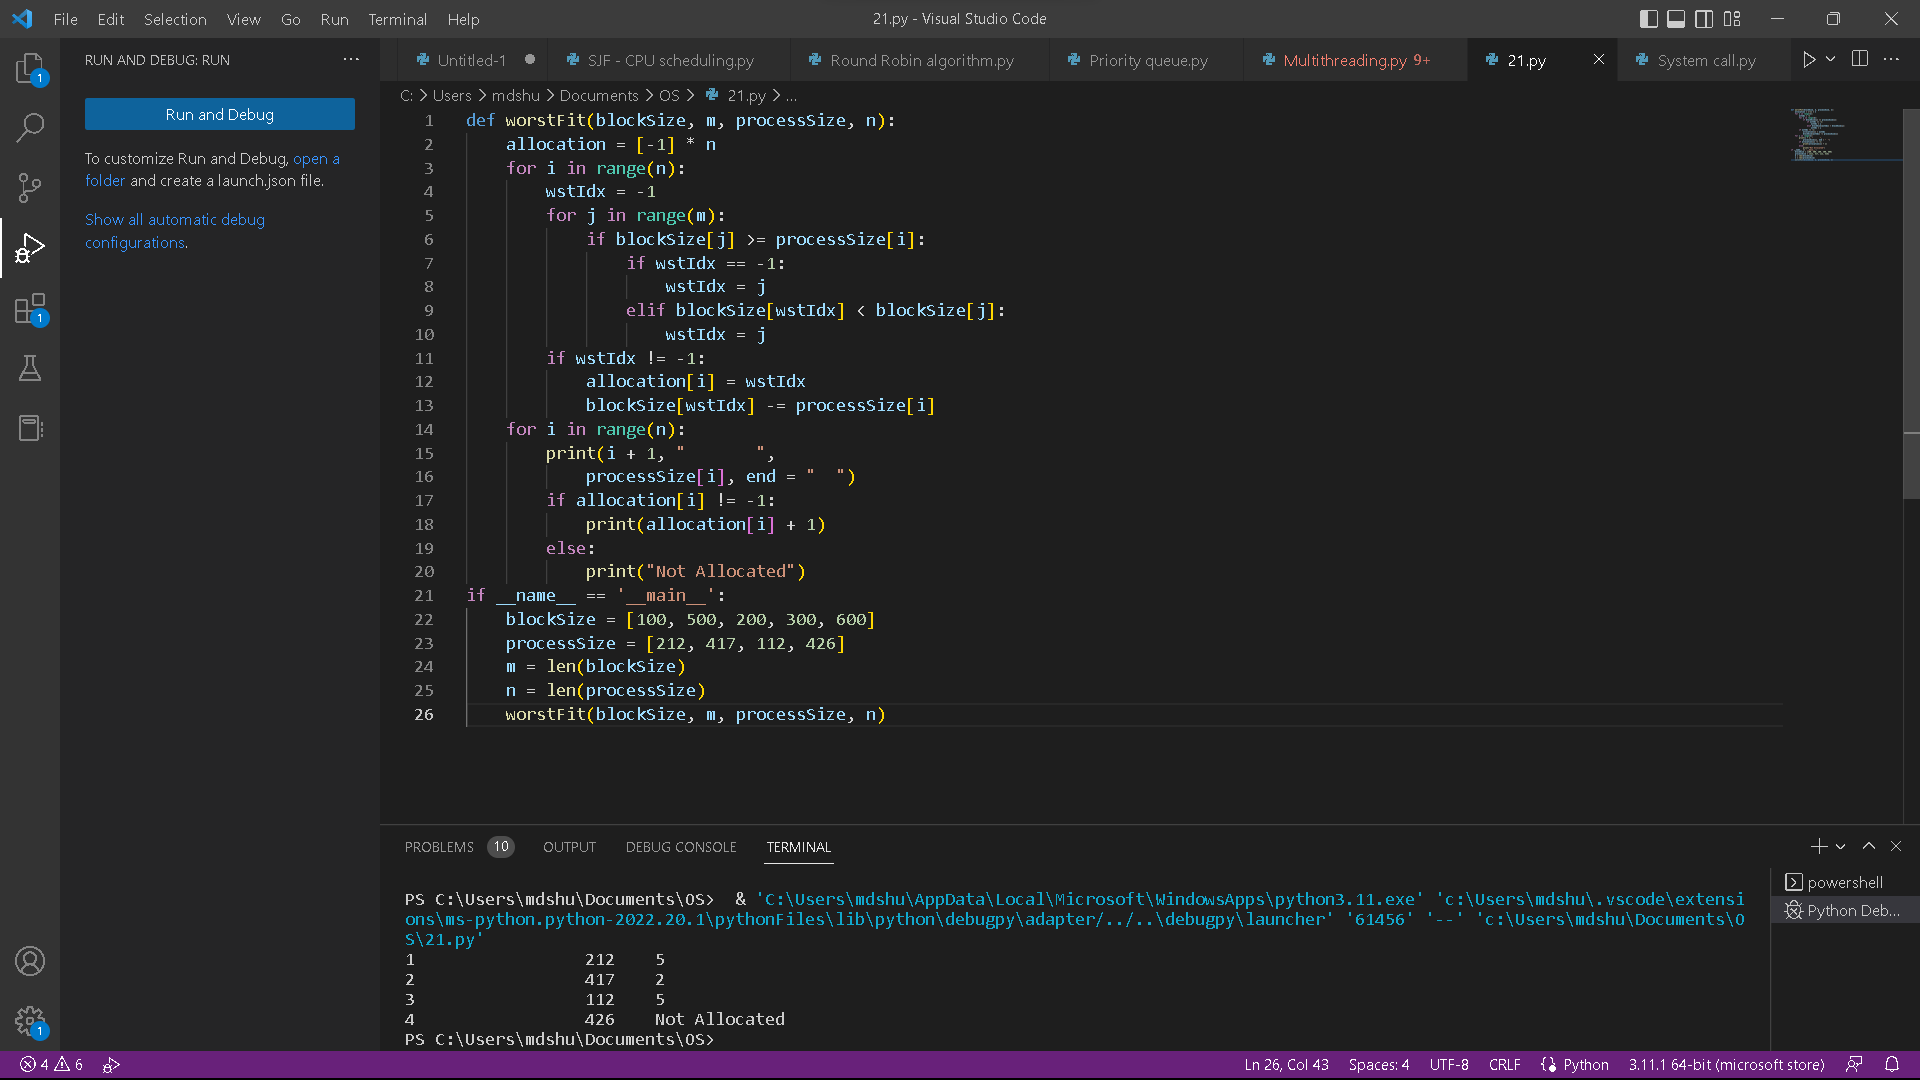 File Edit Selection View Go Run Terminal Help
21.py - Visual Studio Code
RUN AND DEBUG: RUN
Untitled-1 SJF - CPU scheduling.py Round Robin algorithm.py Priority queue.py Multithreading.py 9+ 21.py System call.py
C: > Users > mdshu > Documents > OS > 21.py > ...
Run and Debug
To customize Run and Debug, open a
folder and create a launch.json file.
Show all automatic debug
configurations.
1
1
1
1 def worstFit(blockSize, m, processSize, n):
2     allocation = [-1] * n
3     for i in range(n):
4         wstIdx = -1
5         for j in range(m):
6             if blockSize[j] >= processSize[i]:
7                 if wstIdx == -1:
8                     wstIdx = j
9                 elif blockSize[wstIdx] < blockSize[j]:
10                     wstIdx = j
11         if wstIdx != -1:
12             allocation[i] = wstIdx
13             blockSize[wstIdx] -= processSize[i]
14     for i in range(n):
15         print(i + 1, "       ",
16             processSize[i], end = "  ")
17         if allocation[i] != -1:
18             print(allocation[i] + 1)
19         else:
20             print("Not Allocated")
21 if __name__ == '__main__':
22     blockSize = [100, 500, 200, 300, 600]
23     processSize = [212, 417, 112, 426]
24     m = len(blockSize)
25     n = len(processSize)
26     worstFit(blockSize, m, processSize, n)
PROBLEMS 10 OUTPUT DEBUG CONSOLE TERMINAL
PS C:\Users\mdshu\Documents\OS>  & 'C:\Users\mdshu\AppData\Local\Microsoft\WindowsApps\python3.11.exe' 'c:\Users\mdshu\.vscode\extensi
ons\ms-python.python-2022.20.1\pythonFiles\lib\python\debugpy\adapter/../..\debugpy\launcher' '61456' '--' 'c:\Users\mdshu\Documents\O
S\21.py'
1 212 5
2 417 2
3 112 5
4 426 Not Allocated
PS C:\Users\mdshu\Documents\OS>
powershell
Python Deb...
4 6
Ln 26, Col 43 Spaces: 4 UTF-8 CRLF Python 3.11.1 64-bit (microsoft store)